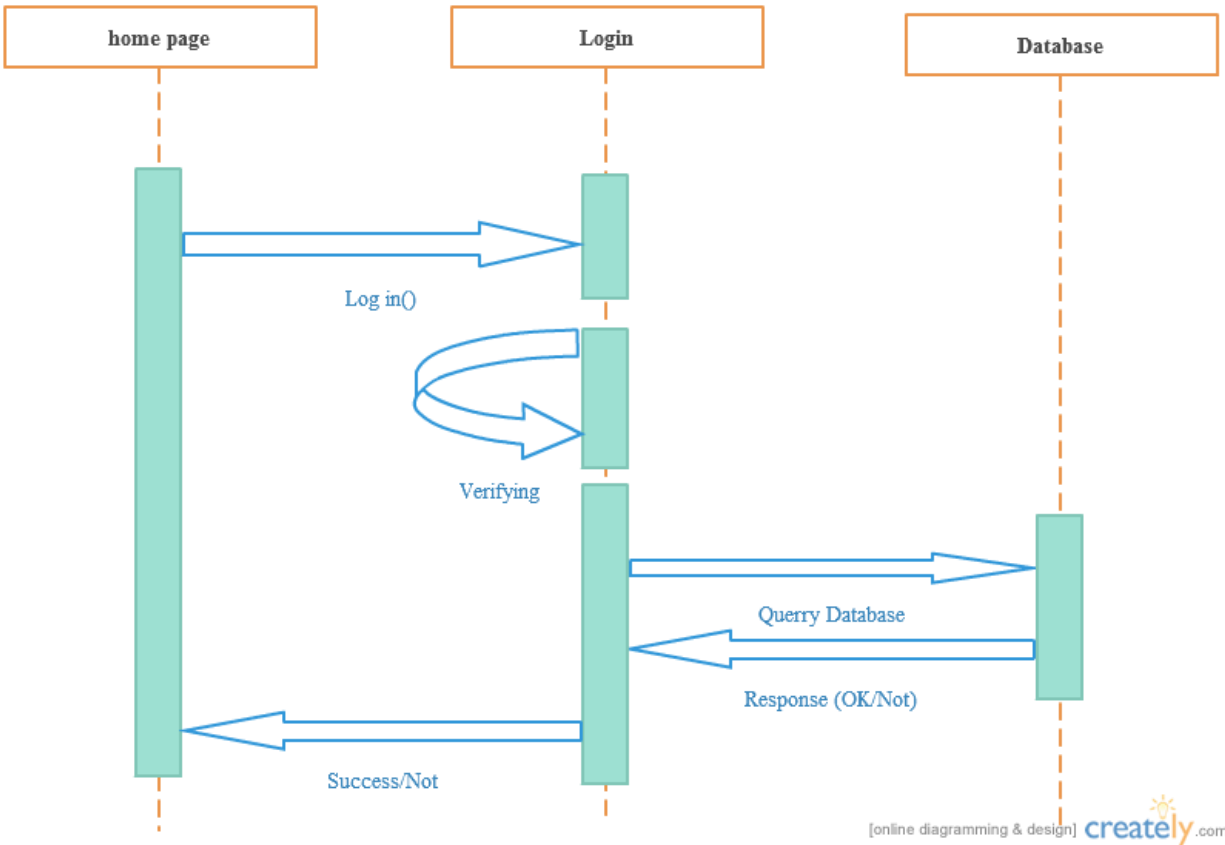 home page
Login
Database
Log in()
Verifying
Querry Database
Response (OK/Not)
Success/Not
[online diagramming & design] creately.com